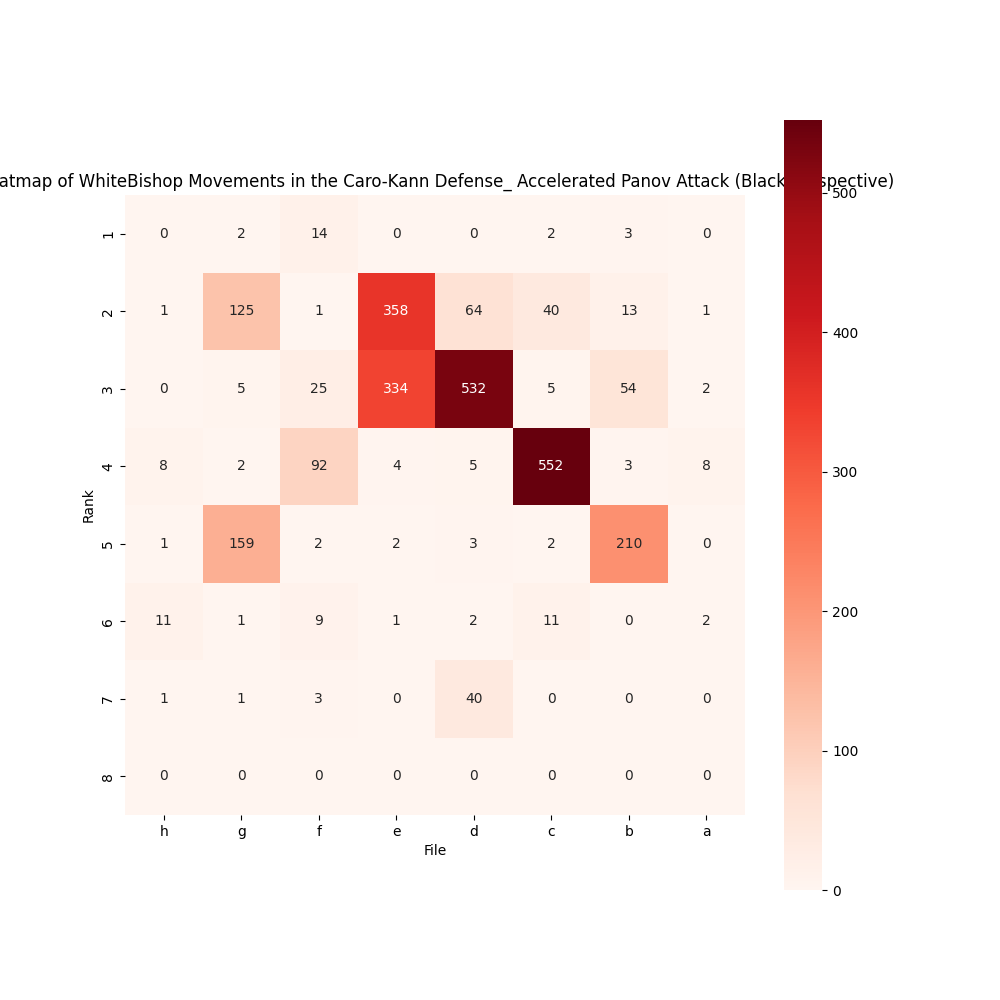 atmap of WhiteBishop Movements in the Caro-Kann Defense_ Accelerated Panov Attack (Black spective)
1 0 2 14 0 0 2 3 0
2 1 125 1 358 64 40 13 1
3 0 5 25 334 532 5 54 2
4 8 2 92 4 5 552 3 8
5 1 159 2 2 3 2 210 0
6 11 1 9 1 2 11 0 2
7 1 1 3 0 40 0 0 0
8 0 0 0 0 0 0 0 0
h g f e d c b a
File
Rank
500
400
300
200
100
0